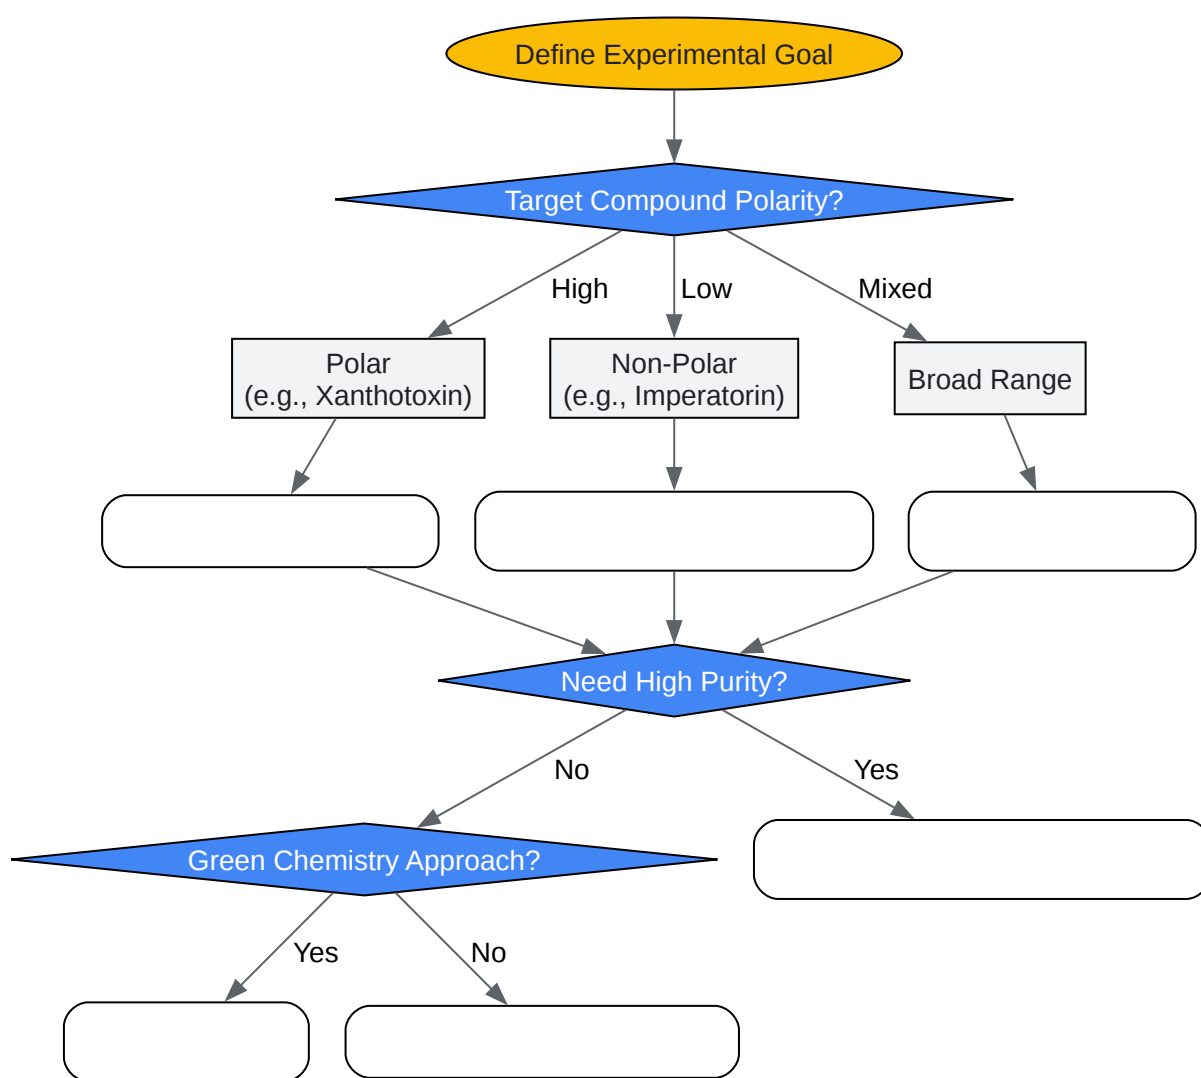 Define Experimental Goal
Target Compound Polarity?
High
Low
Mixed
Polar
(e.g., Xanthotoxin)
Non-Polar
(e.g., Imperatorin)
Broad Range
Need High Purity?
No
Yes
Green Chemistry Approach?
Yes
No